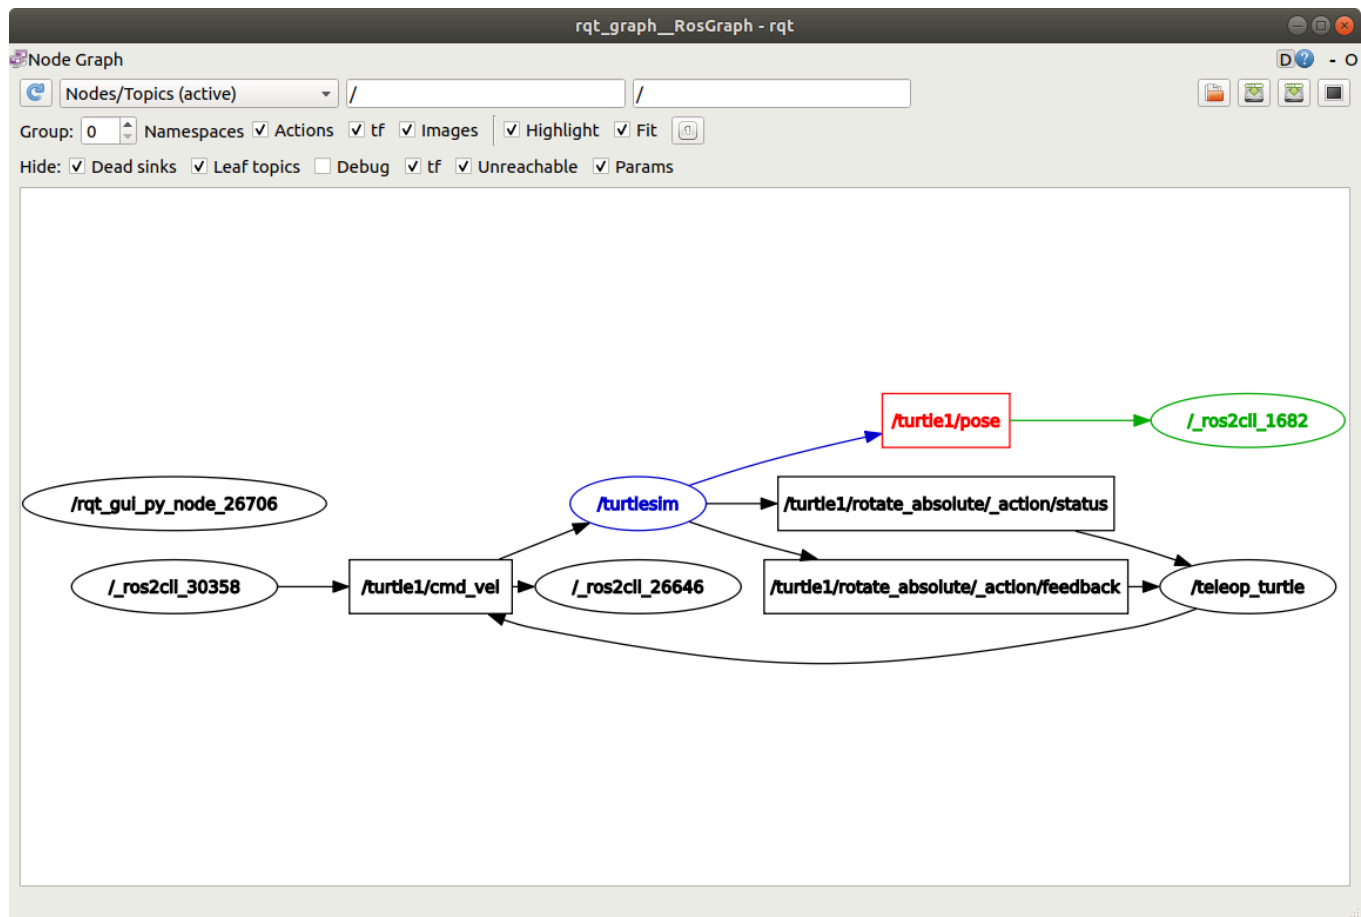 rqt_graph__RosGraph - rqt
Node Graph D ? - O
Nodes/Topics (active) / /
Group: 0 Namespaces Actions tf Images Highlight Fit
Hide: Dead sinks Leaf topics Debug tf Unreachable Params
/turtle1/pose /_ros2cli_1682
/rqt_gui_py_node_26706 /turtlesim /turtle1/rotate_absolute/_action/status
/_ros2cli_30358 /turtle1/cmd_vel /_ros2cli_26646 /turtle1/rotate_absolute/_action/feedback /teleop_turtle